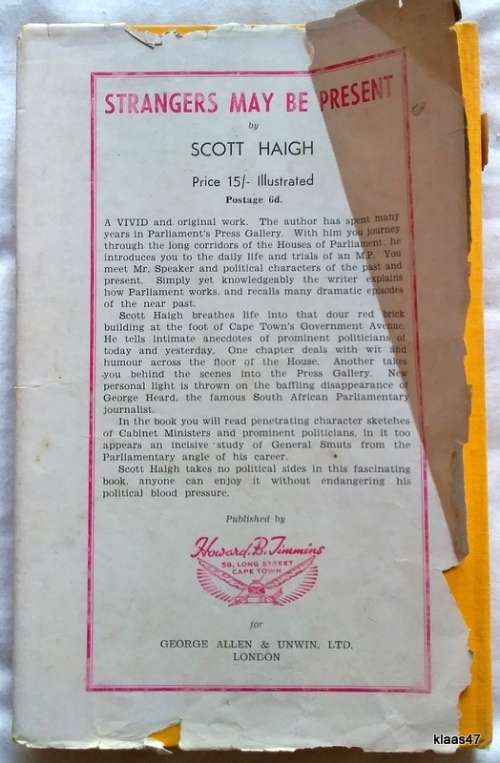 STRANGERS MAY BE PRESENT
by
SCOTT HAIGH
Price 15/- Illustrated
Postage 6d.
A VIVID and original work. The author has spent many
years in Parliament's Press Gallery. With him you journey
through the long corridors of the Houses of Parliament, he
introduces you to the daily life and trials of an M.P. You
meet Mr. Speaker and political characters of the past and
present. Simply yet knowledgeably the writer explains
how Parliament works, and recalls many dramatic episodes
of the near past.
Scott Haigh breathes life into that dour red brick
building at the foot of Cape Town's Government Avenue.
He tells intimate anecdotes of prominent politicians of
today and yesterday. One chapter deals with wit and
humour across the floor of the House. Another takes
you behind the scenes into the Press Gallery. New
personal light is thrown on the baffling disappearance of
George Heard, the famous South African Parliamentary
journalist.
In the book you will read penetrating character sketches
of Cabinet Ministers and prominent politicians, in it too
appears an incisive study of General Smuts from the
Parliamentary angle of his career.
Scott Haigh takes no political sides in this fascinating
book, anyone can enjoy it without endangering his
political blood pressure.
Published by
Howard B. Timmins
58, LONG STREET
CAPE TOWN
for
GEORGE ALLEN & UNWIN, LTD.
LONDON
klaas47